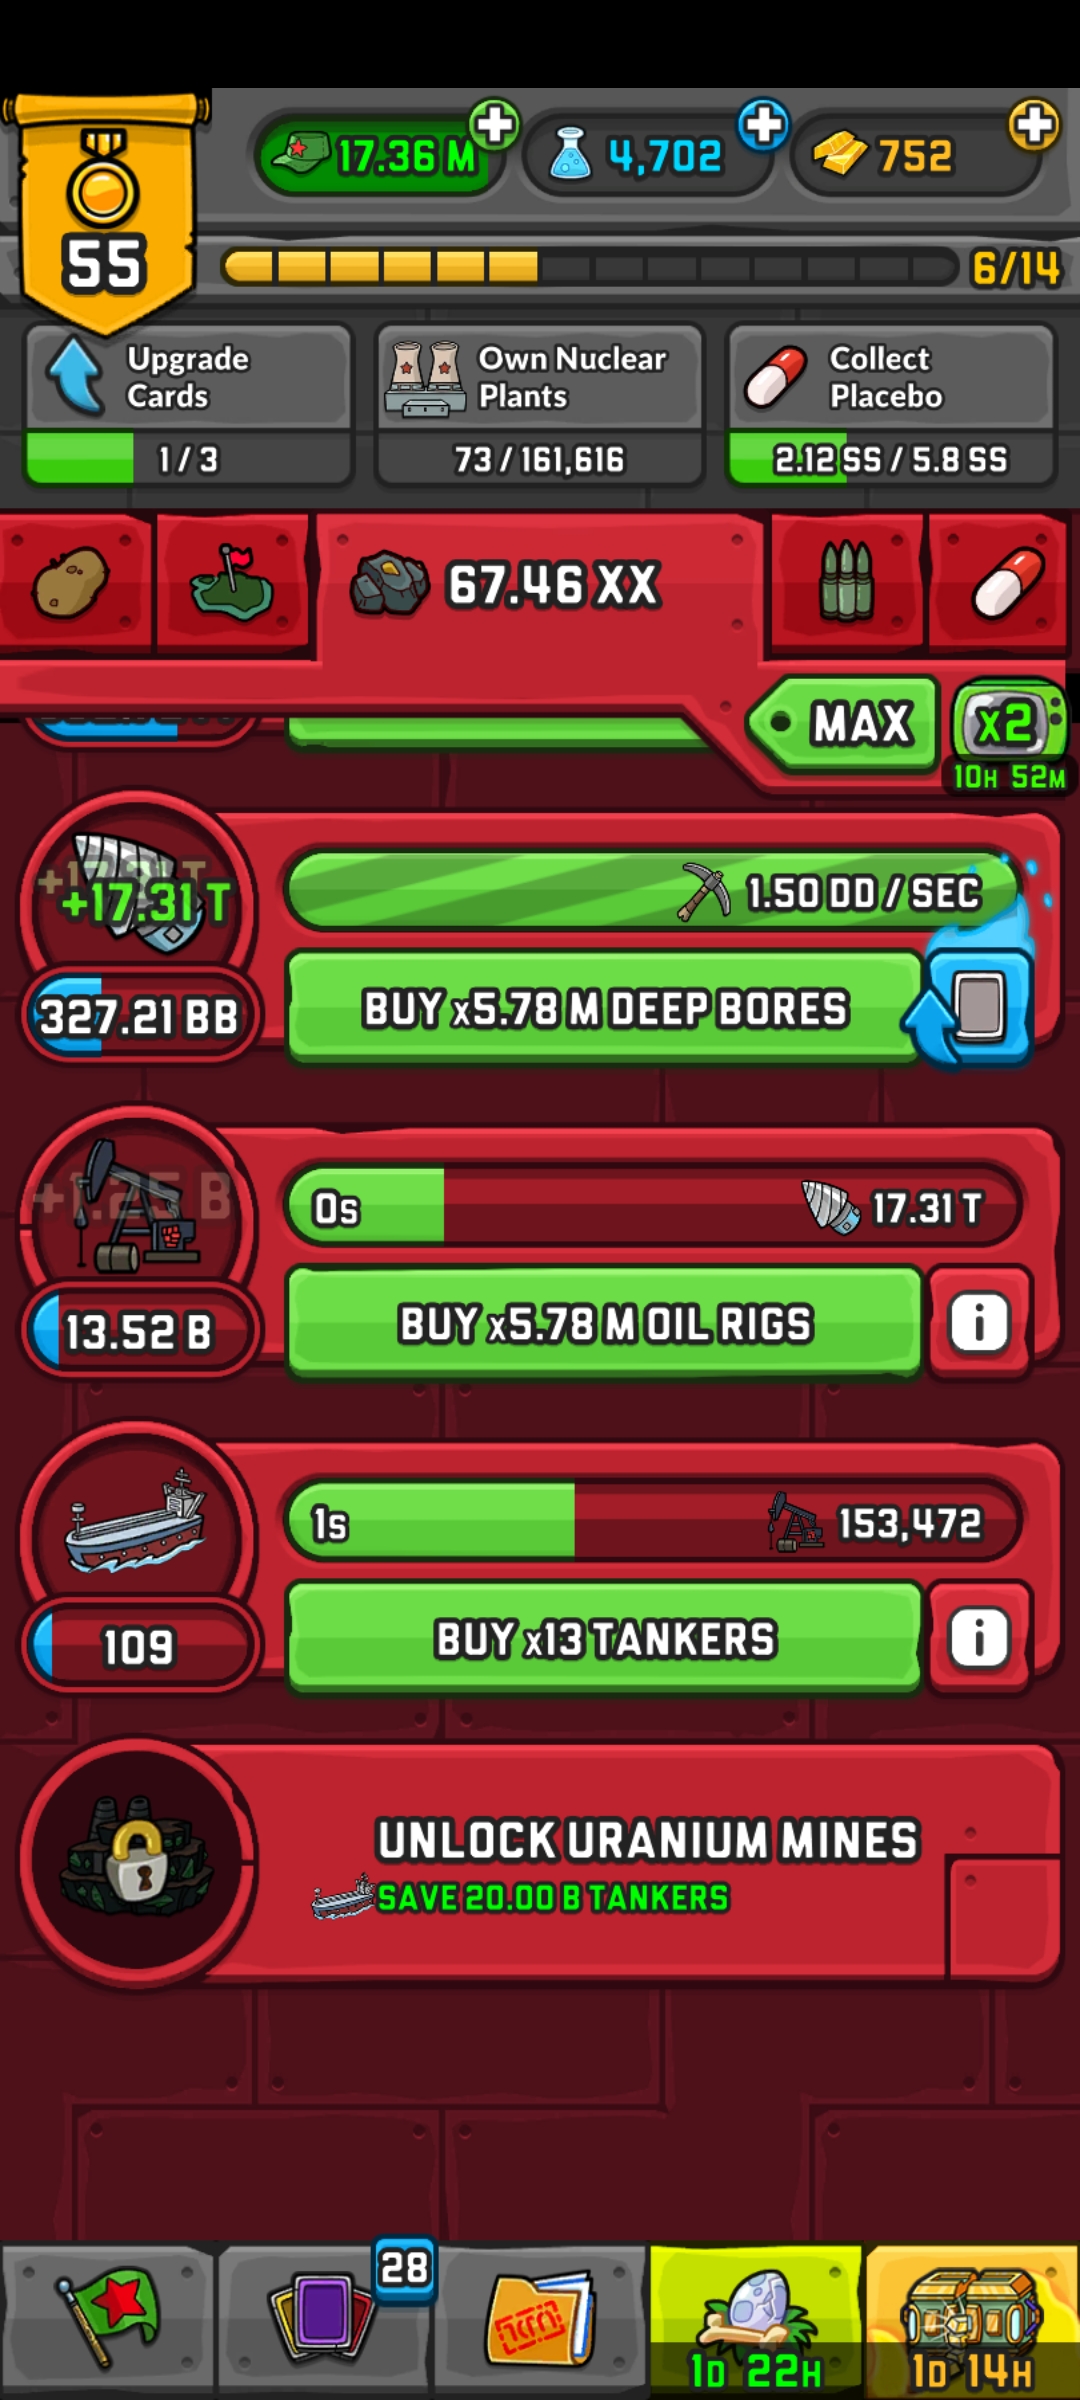 17.36 M
4,702
752
55
6/14
Upgrade
Cards
Own Nuclear
Plants
Collect
Placebo
1 / 3
73 / 161,616
2.12 SS / 5.8 SS
67.46 XX
MAX
x2
10H 52M
+17.31 T
1.50 DD / SEC
327.21 BB
BUY x5.78 M DEEP BORES
+1.25 B
0s
17.31 T
13.52 B
BUY x5.78 M OIL RIGS
i
1s
153,472
109
BUY x13 TANKERS
i
UNLOCK URANIUM MINES
SAVE 20.00 B TANKERS
28
1D 22H
1D 14H